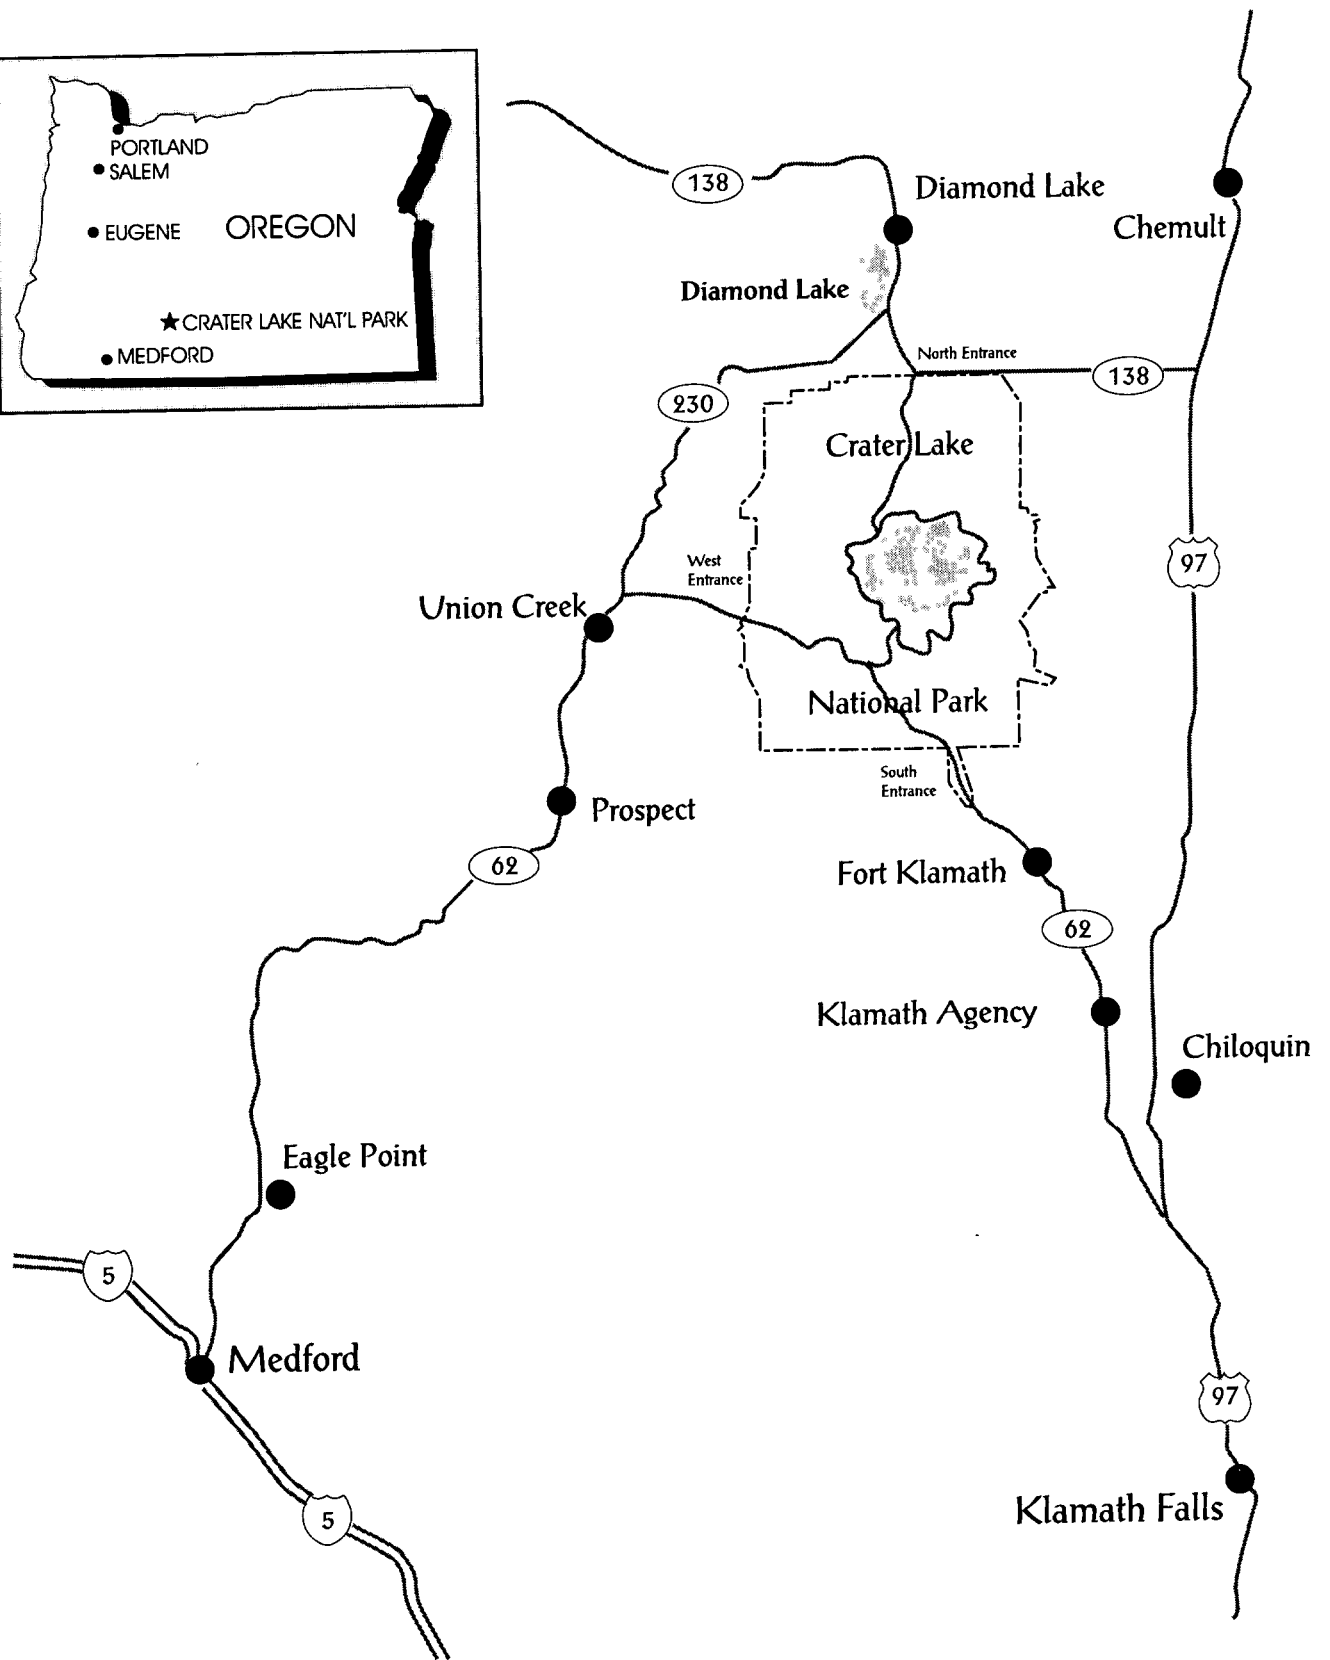 PORTLAND
SALEM
EUGENE
OREGON
CRATER LAKE NAT'L PARK
MEDFORD
138
Diamond Lake
Chemult
Diamond Lake
North Entrance
138
230
Crater Lake
97
West
Entrance
Union Creek
National Park
South
Entrance
Prospect
62
Fort Klamath
62
Klamath Agency
Chiloquin
Eagle Point
5
Medford
97
Klamath Falls
5